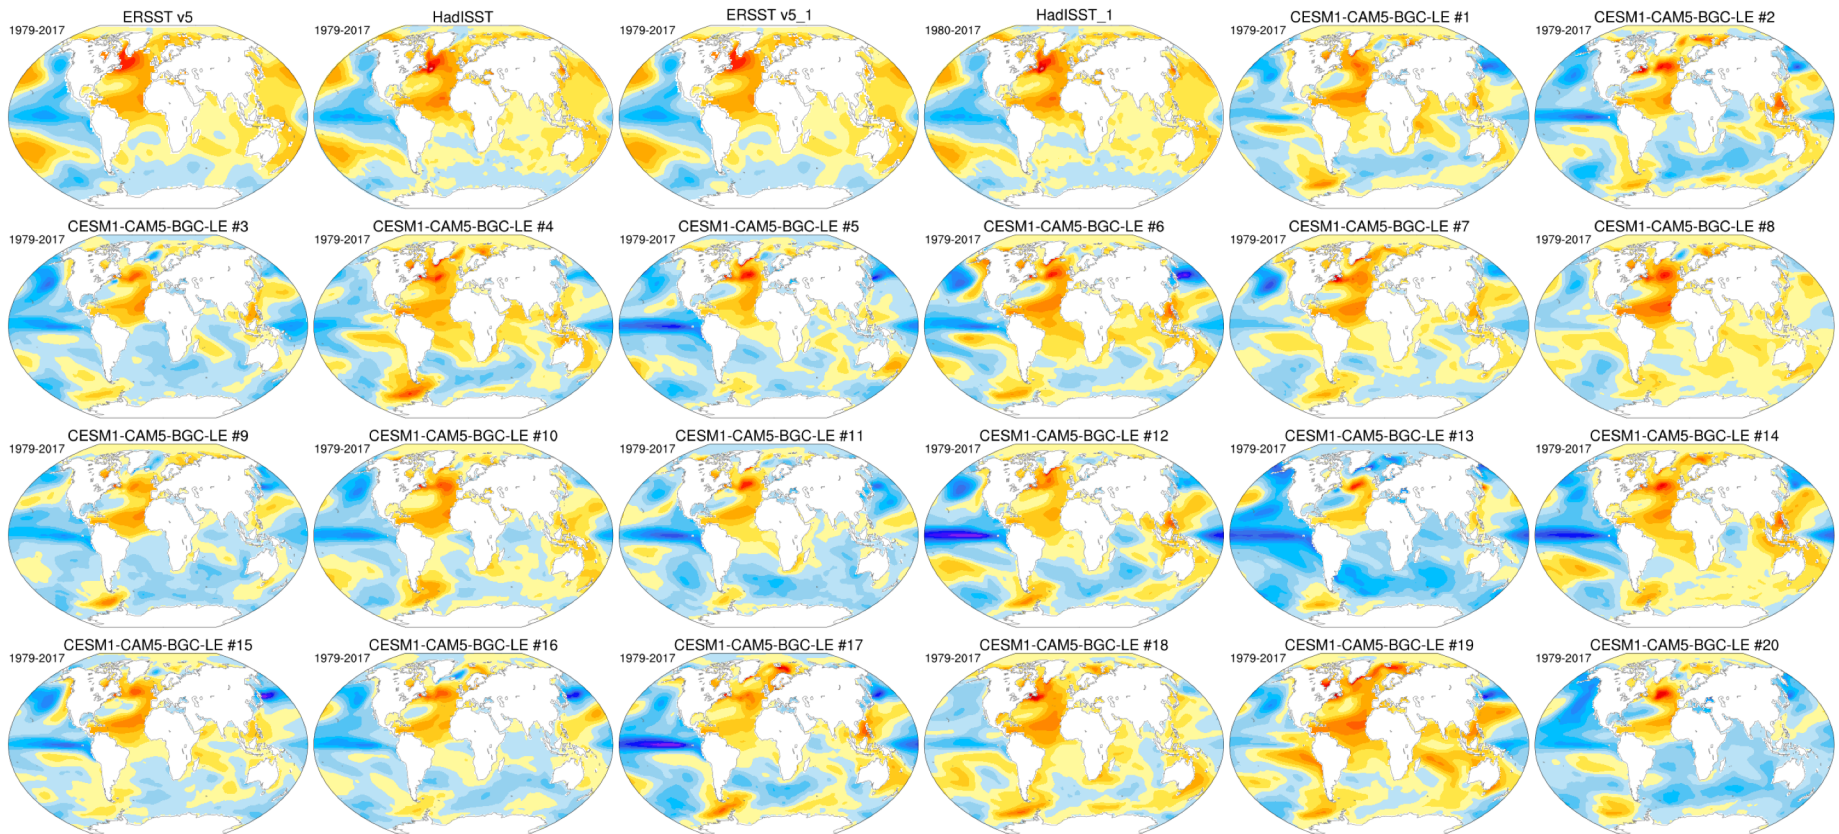 ERSST v5
1979-2017
HadISST
1979-2017
ERSST v5_1
1979-2017
HadISST_1
1980-2017
CESM1-CAM5-BGC-LE #1
1979-2017
CESM1-CAM5-BGC-LE #2
1979-2017
CESM1-CAM5-BGC-LE #3
1979-2017
CESM1-CAM5-BGC-LE #4
1979-2017
CESM1-CAM5-BGC-LE #5
1979-2017
CESM1-CAM5-BGC-LE #6
1979-2017
CESM1-CAM5-BGC-LE #7
1979-2017
CESM1-CAM5-BGC-LE #8
1979-2017
CESM1-CAM5-BGC-LE #9
1979-2017
CESM1-CAM5-BGC-LE #10
1979-2017
CESM1-CAM5-BGC-LE #11
1979-2017
CESM1-CAM5-BGC-LE #12
1979-2017
CESM1-CAM5-BGC-LE #13
1979-2017
CESM1-CAM5-BGC-LE #14
1979-2017
CESM1-CAM5-BGC-LE #15
1979-2017
CESM1-CAM5-BGC-LE #16
1979-2017
CESM1-CAM5-BGC-LE #17
1979-2017
CESM1-CAM5-BGC-LE #18
1979-2017
CESM1-CAM5-BGC-LE #19
1979-2017
CESM1-CAM5-BGC-LE #20
1979-2017